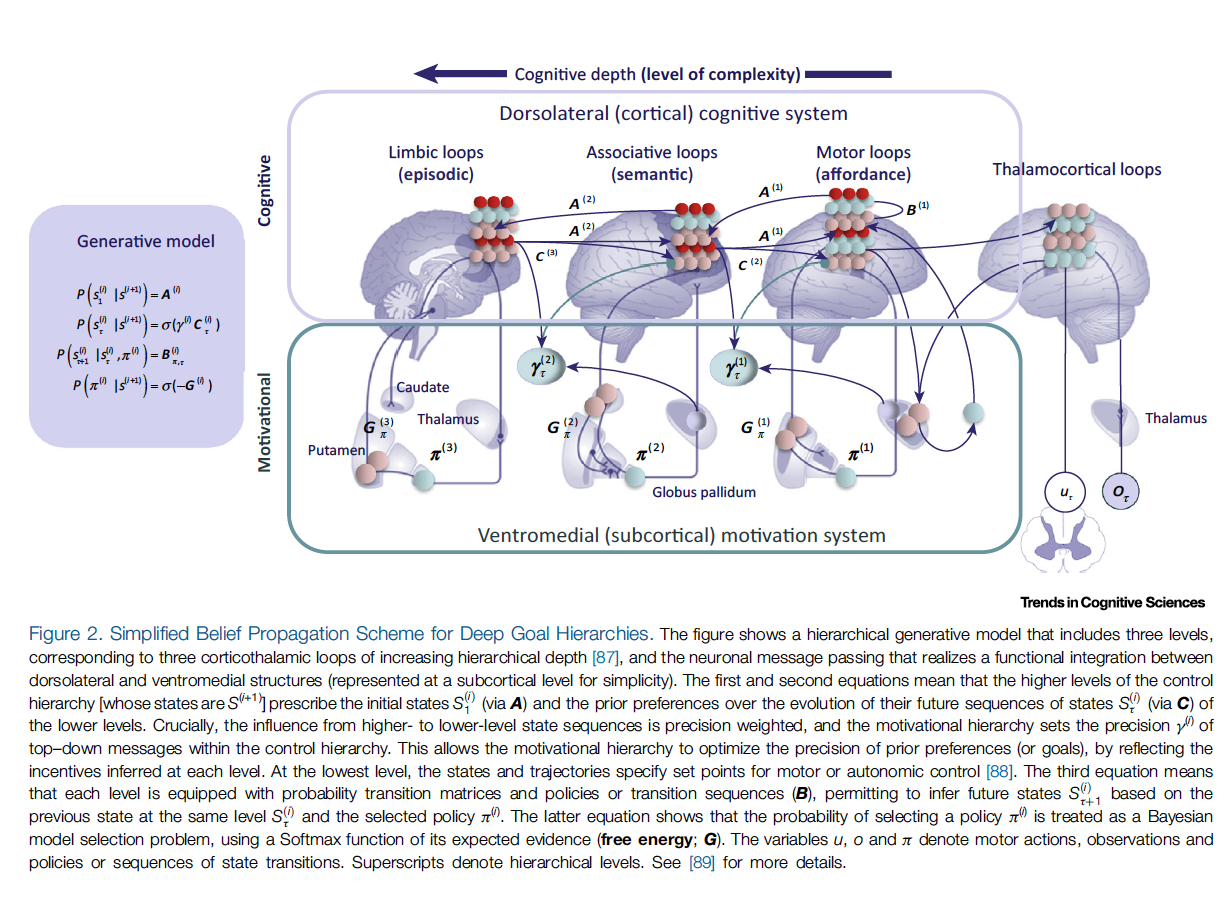 Cognitive depth (level of complexity)
Dorsolateral (cortical) cognitive system
Limbic loops
(episodic)
Associative loops
(semantic)
Motor loops
(affordance)
Thalamocortical loops
Cognitive
A (2)
A (2)
C (3)
A (1)
A (1)
C (2)
B (1)
Generative model
P(s₁⁽ⁱ⁾ |s⁽ⁱ⁺¹⁾) = A⁽ⁱ⁾
P(s_τ⁽ⁱ⁾ |s⁽ⁱ⁺¹⁾) = σ(γ⁽ⁱ⁾ C_τ⁽ⁱ⁾)
P(s_τ+1⁽ⁱ⁾ |s_τ⁽ⁱ⁾, π⁽ⁱ⁾) = B_π,τ⁽ⁱ⁾
P(π⁽ⁱ⁾ |s⁽ⁱ⁺¹⁾) = σ(−G⁽ⁱ⁾)
Motivational
γ_τ⁽²⁾
γ_τ⁽¹⁾
Caudate
Thalamus
G_π⁽³⁾
Putamen
π⁽³⁾
G_π⁽²⁾
π⁽²⁾
Globus pallidum
G_π⁽¹⁾
π⁽¹⁾
Thalamus
u_τ
O_τ
Ventromedial (subcortical) motivation system
Trends in Cognitive Sciences
Figure 2. Simplified Belief Propagation Scheme for Deep Goal Hierarchies. The figure shows a hierarchical generative model that includes three levels,
corresponding to three corticothalamic loops of increasing hierarchical depth [87], and the neuronal message passing that realizes a functional integration between
dorsolateral and ventromedial structures (represented at a subcortical level for simplicity). The first and second equations mean that the higher levels of the control
hierarchy [whose states are S⁽ⁱ⁺¹⁾] prescribe the initial states S₁⁽ⁱ⁾ (via A) and the prior preferences over the evolution of their future sequences of states S_τ⁽ⁱ⁾ (via C) of
the lower levels. Crucially, the influence from higher- to lower-level state sequences is precision weighted, and the motivational hierarchy sets the precision γ⁽ⁱ⁾ of
top–down messages within the control hierarchy. This allows the motivational hierarchy to optimize the precision of prior preferences (or goals), by reflecting the
incentives inferred at each level. At the lowest level, the states and trajectories specify set points for motor or autonomic control [88]. The third equation means
that each level is equipped with probability transition matrices and policies or transition sequences (B), permitting to infer future states S_τ+1⁽ⁱ⁾ based on the
previous state at the same level S_τ⁽ⁱ⁾ and the selected policy π⁽ⁱ⁾. The latter equation shows that the probability of selecting a policy π⁽ⁱ⁾ is treated as a Bayesian
model selection problem, using a Softmax function of its expected evidence (free energy; G). The variables u, o and π denote motor actions, observations and
policies or sequences of state transitions. Superscripts denote hierarchical levels. See [89] for more details.